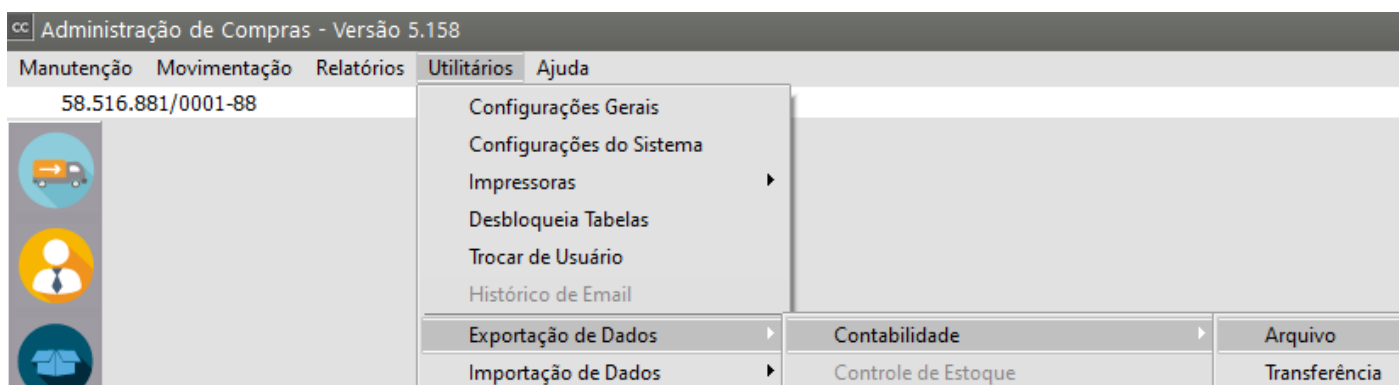 cc Administração de Compras - Versão 5.158
Manutenção Movimentação Relatórios Utilitários Ajuda
58.516.881/0001-88
Configurações Gerais
Configurações do Sistema
Impressoras
Desbloqueia Tabelas
Trocar de Usuário
Histórico de Email
Exportação de Dados Contabilidade Arquivo
Importação de Dados Controle de Estoque Transferência